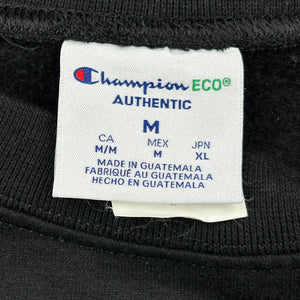 Champion ECO®
AUTHENTIC
M
CA MEX JPN
M/M M XL
MADE IN GUATEMALA
FABRIQUÉ AU GUATEMALA
HECHO EN GUATEMALA